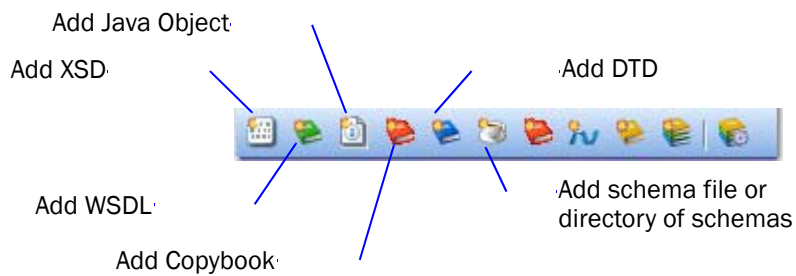 Add Java Object
Add XSD
Add DTD
Add WSDL
Add schema file or
directory of schemas
Add Copybook